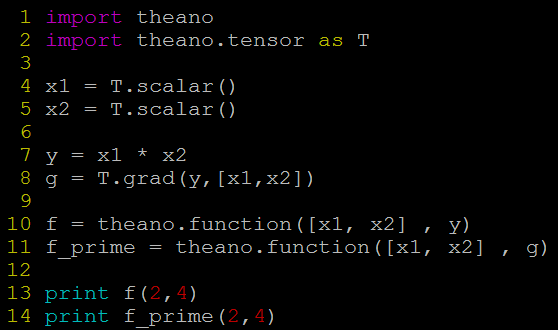 1 import theano
2 import theano.tensor as T
3
4 x1 = T.scalar()
5 x2 = T.scalar()
6
7 y = x1 * x2
8 g = T.grad(y,[x1,x2])
9
10 f = theano.function([x1, x2] , y)
11 f_prime = theano.function([x1, x2] , g)
12
13 print f(2,4)
14 print f_prime(2,4)